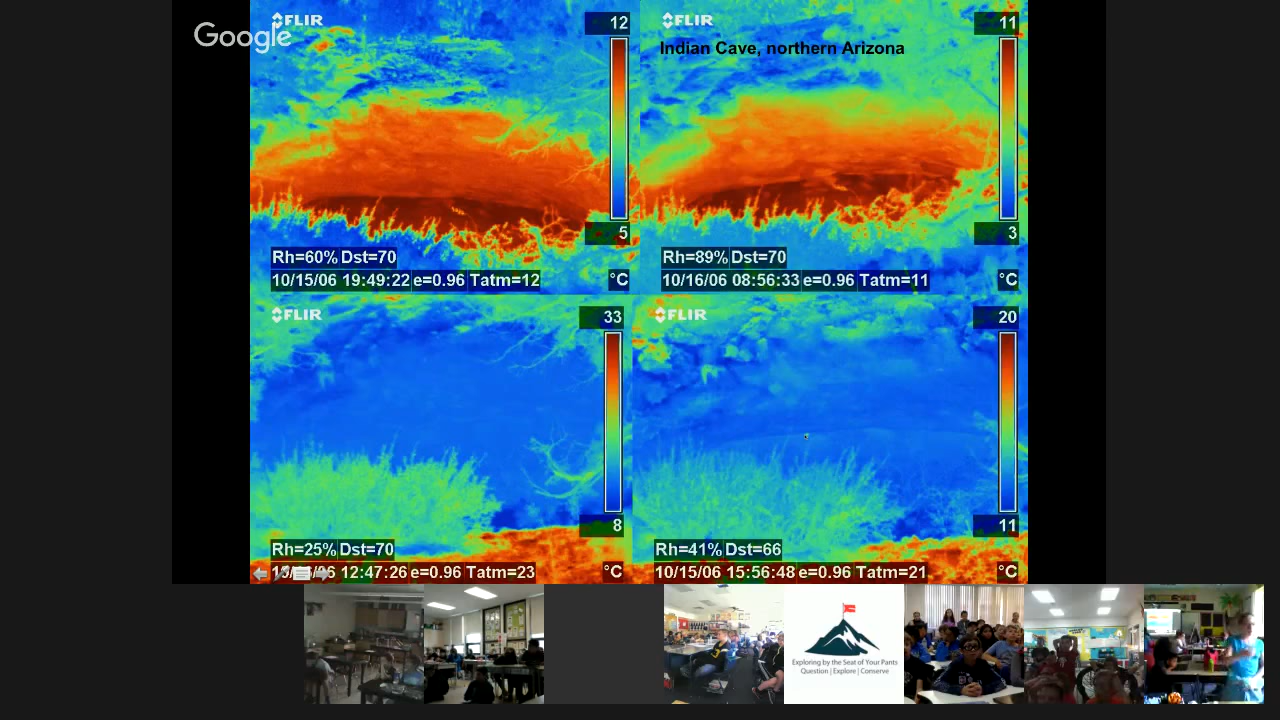 Google
FLIR
12
5
Rh=60% Dst=70
10/15/06 19:49:22 e=0.96 Tatm=12
°C
FLIR
11
Indian Cave, northern Arizona
3
Rh=89% Dst=70
10/16/06 08:56:33 e=0.96 Tatm=11
°C
FLIR
33
8
Rh=25% Dst=70
12:47:26 e=0.96 Tatm=23
°C
FLIR
20
11
Rh=41% Dst=66
10/15/06 15:56:48 e=0.96 Tatm=21
°C
Exploring by the Seat of Your Pants
Question | Explore | Conserve